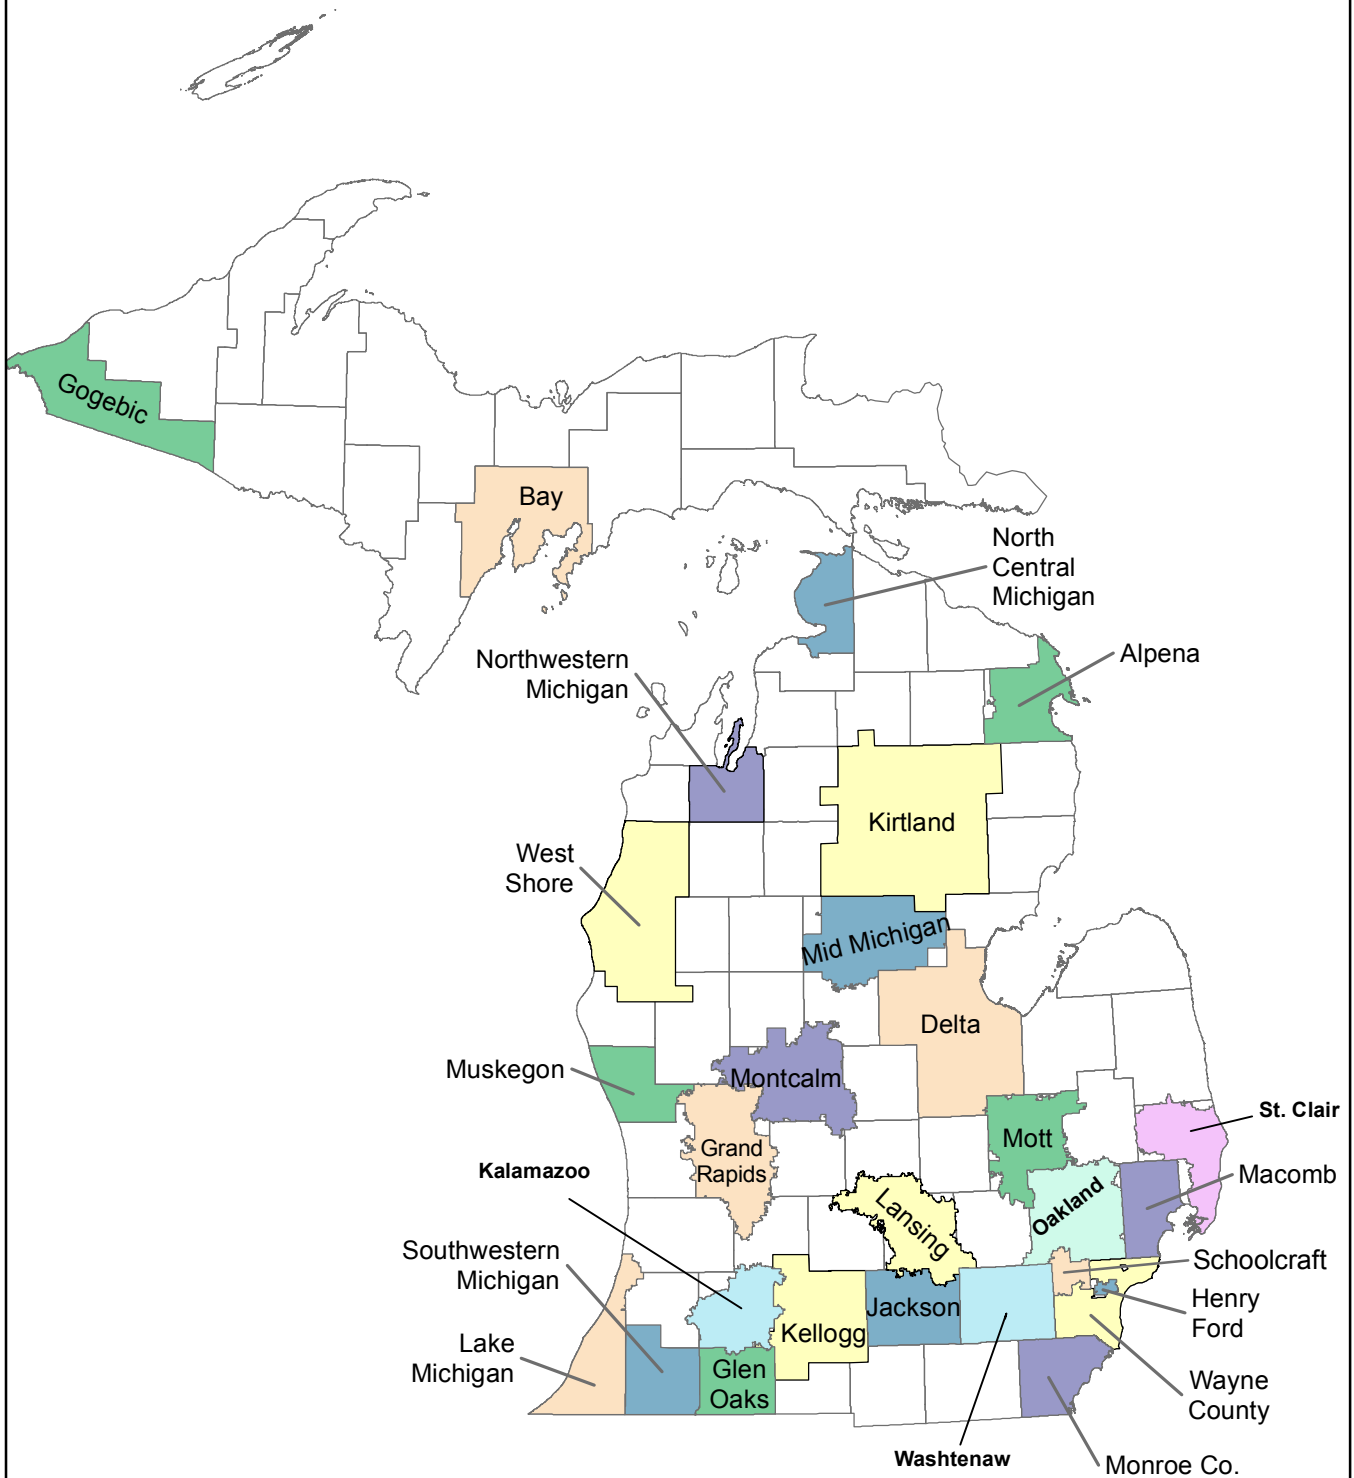 Gogebic
Bay
North
Central
Michigan
Alpena
Northwestern
Michigan
Kirtland
West
Shore
Mid Michigan
Delta
Muskegon
Montcalm
Mott
St. Clair
Grand
Rapids
Kalamazoo
Macomb
Oakland
Lansing
Southwestern
Michigan
Schoolcraft
Henry
Ford
Jackson
Kellogg
Lake
Michigan
Glen
Oaks
Wayne
County
Washtenaw
Monroe Co.